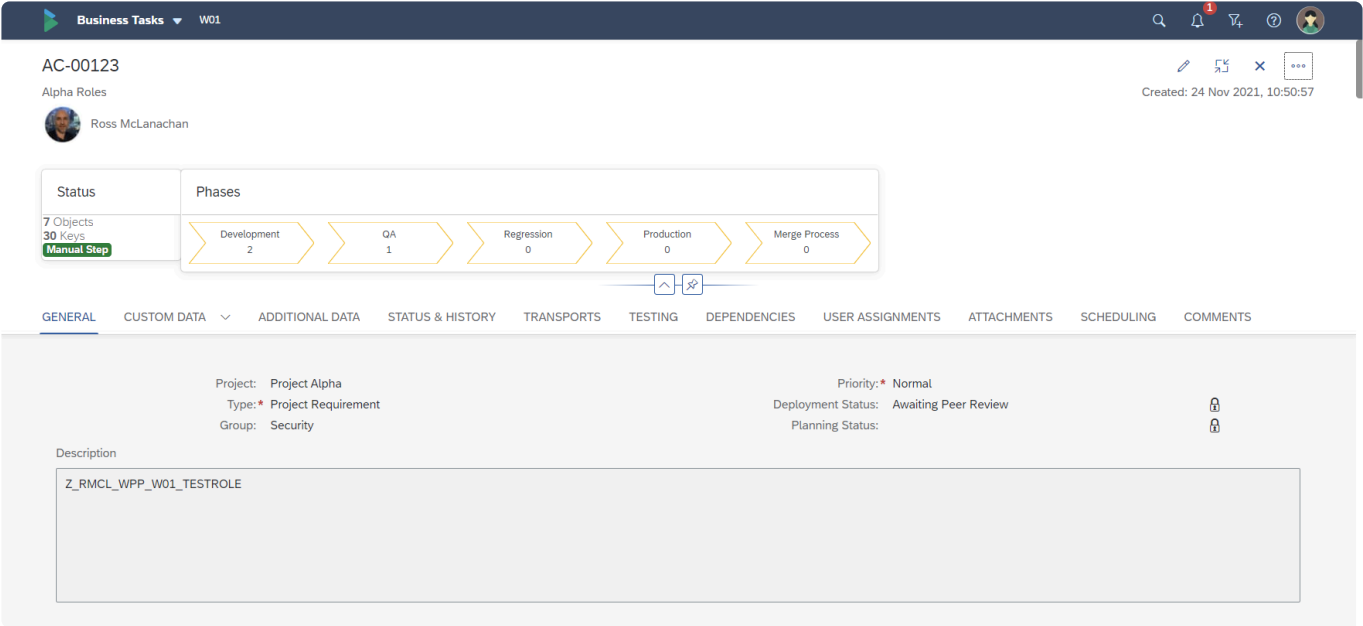 Business Tasks W01 1
AC-00123
Alpha Roles
Created: 24 Nov 2021, 10:50:57
Ross McLanachan
Status Phases
7 Objects
30 Keys
Manual Step
Development QA Regression Production Merge Process
2 1 0 0 0
GENERAL CUSTOM DATA ADDITIONAL DATA STATUS & HISTORY TRANSPORTS TESTING DEPENDENCIES USER ASSIGNMENTS ATTACHMENTS SCHEDULING COMMENTS
Project: Project Alpha Priority:* Normal
Type:* Project Requirement Deployment Status: Awaiting Peer Review
Group: Security Planning Status:
Description
Z_RMCL_WPP_W01_TESTROLE